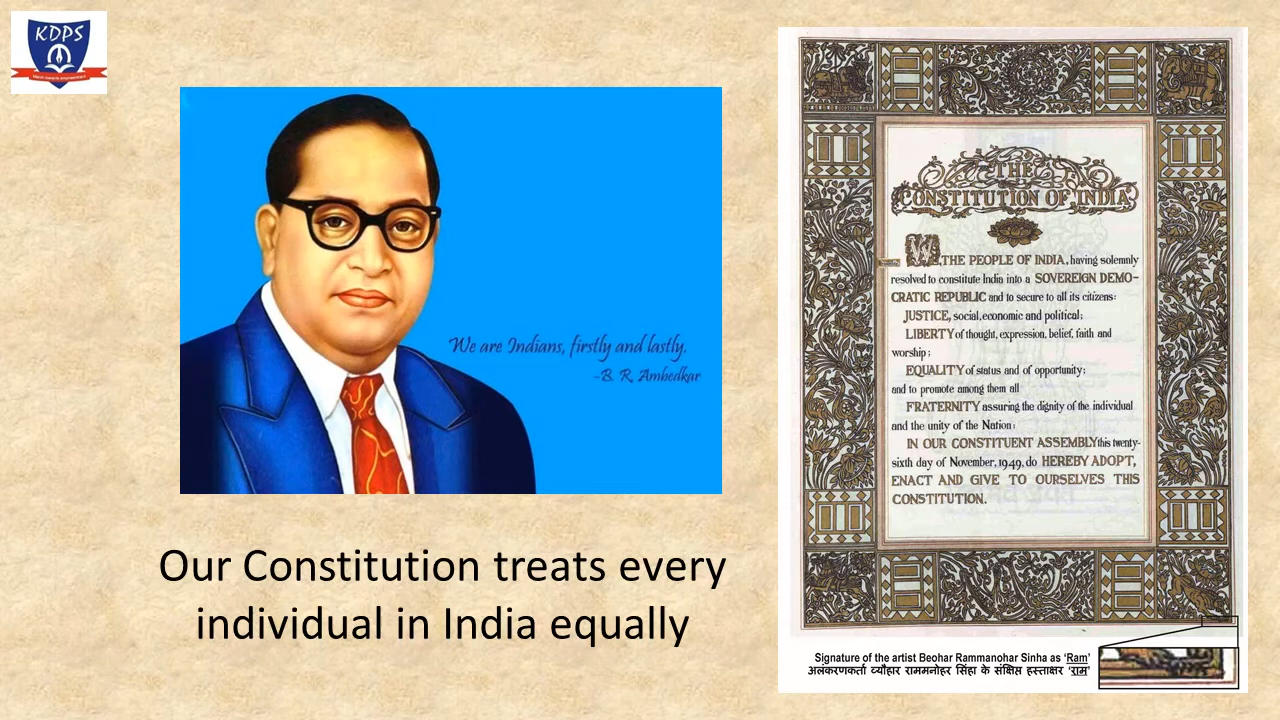 KDPS
We are Indians, firstly and lastly.
-B. R. Ambedkar
Our Constitution treats every
individual in India equally
THE
CONSTITUTION OF INDIA
WE, THE PEOPLE OF INDIA, having solemnly
resolved to constitute India into a SOVEREIGN DEMO-
CRATIC REPUBLIC and to secure to all its citizens:
JUSTICE, social, economic and political;
LIBERTY of thought, expression, belief, faith and
worship;
EQUALITY of status and of opportunity;
and to promote among them all
FRATERNITY assuring the dignity of the individual
and the unity of the Nation;
IN OUR CONSTITUENT ASSEMBLY this twenty-
sixth day of November, 1949, do HEREBY ADOPT,
ENACT AND GIVE TO OURSELVES THIS
CONSTITUTION.
Signature of the artist Beohar Rammanohar Sinha as ‘Ram’
अलंकरणकर्ता ब्यौहार राममनोहर सिंहा के संक्षिप्त हस्ताक्षर ‘राम’